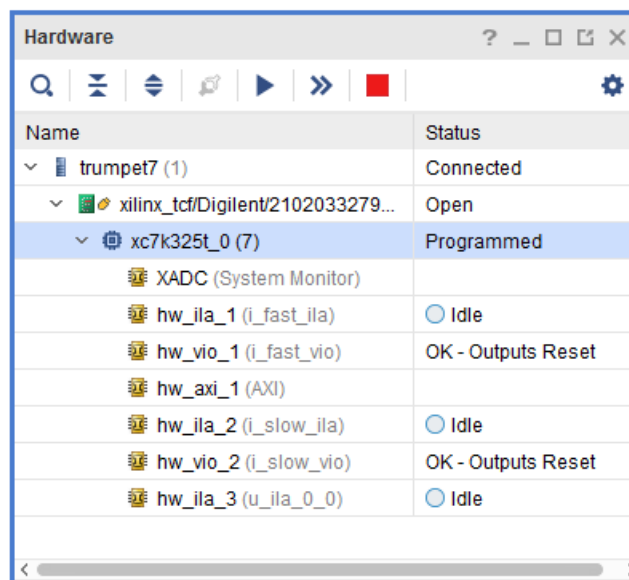 Hardware
Name Status
trumpet7 (1) Connected
xilinx_tcf/Digilent/2102033279... Open
xc7k325t_0 (7) Programmed
XADC (System Monitor)
hw_ila_1 (i_fast_ila) Idle
hw_vio_1 (i_fast_vio) OK - Outputs Reset
hw_axi_1 (AXI)
hw_ila_2 (i_slow_ila) Idle
hw_vio_2 (i_slow_vio) OK - Outputs Reset
hw_ila_3 (u_ila_0_0) Idle